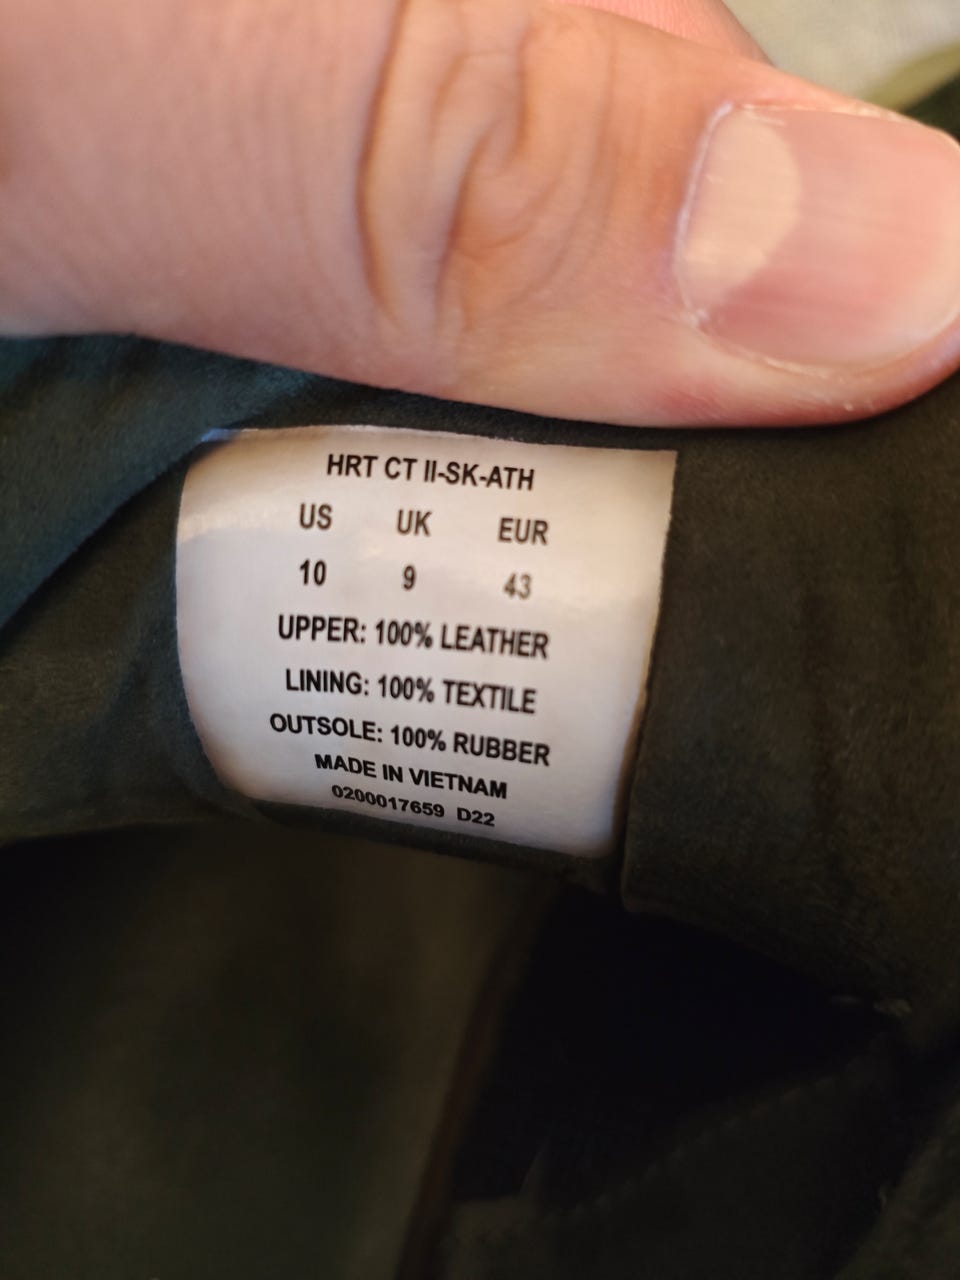 HRT CT II-SK-ATH
US UK EUR
10 9 43
UPPER: 100% LEATHER
LINING: 100% TEXTILE
OUTSOLE: 100% RUBBER
MADE IN VIETNAM
0200017659 D22